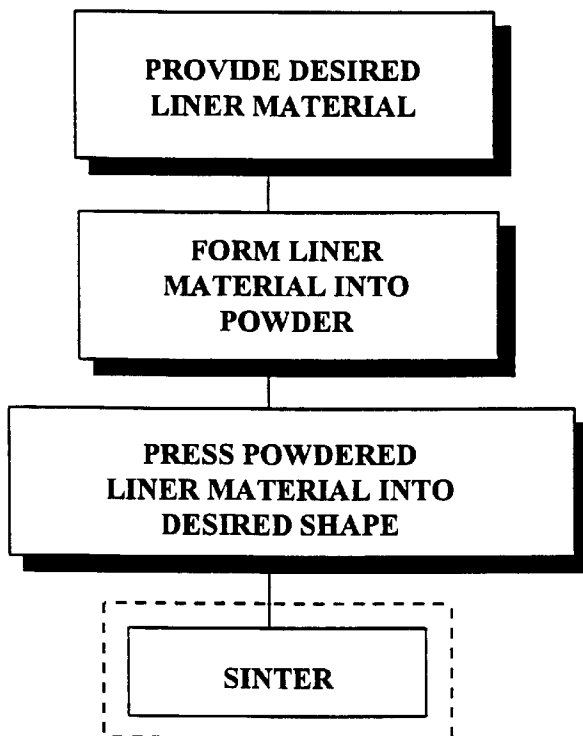 PROVIDE DESIRED
LINER MATERIAL
FORM LINER
MATERIAL INTO
POWDER
PRESS POWDERED
LINER MATERIAL INTO
DESIRED SHAPE
SINTER